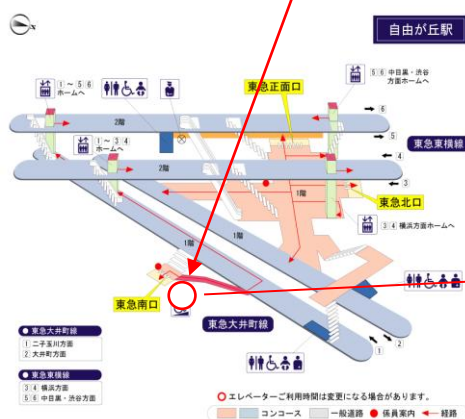 自由が丘駅
N
①～⑤⑥
ホームへ
⑤⑥中目黒・渋谷
方面ホームへ
東急正面口
2階
⑥
⑤
東急東横線
①～③④
ホームへ
④
2階
③
1階
東急北口
③④横浜方面ホームへ
1階
1階
東急南口
東急大井町線
②
①
●東急大井町線
①二子玉川方面
②大井町方面
●東急東横線
③④横浜方面
⑤⑥中目黒・渋谷方面
エレベーターご利用時間は変更になる場合があります。
コンコース
一般道路
係員案内
経路